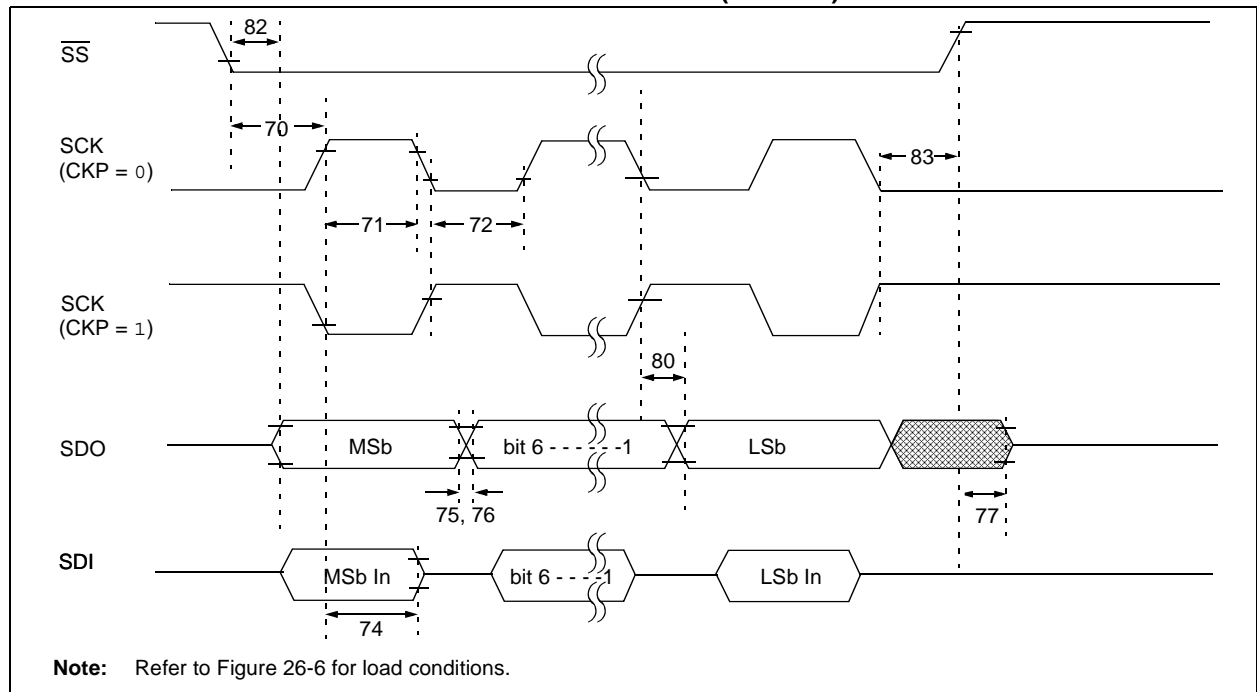 82
SS
70
SCK
(CKP = 0)
83
71
72
SCK
(CKP = 1)
80
SDO
MSb
bit 6 - - - - - -1
LSb
75, 76
77
SDI
MSb In
bit 6 - - - -1
LSb In
74
Note: Refer to Figure 26-6 for load conditions.